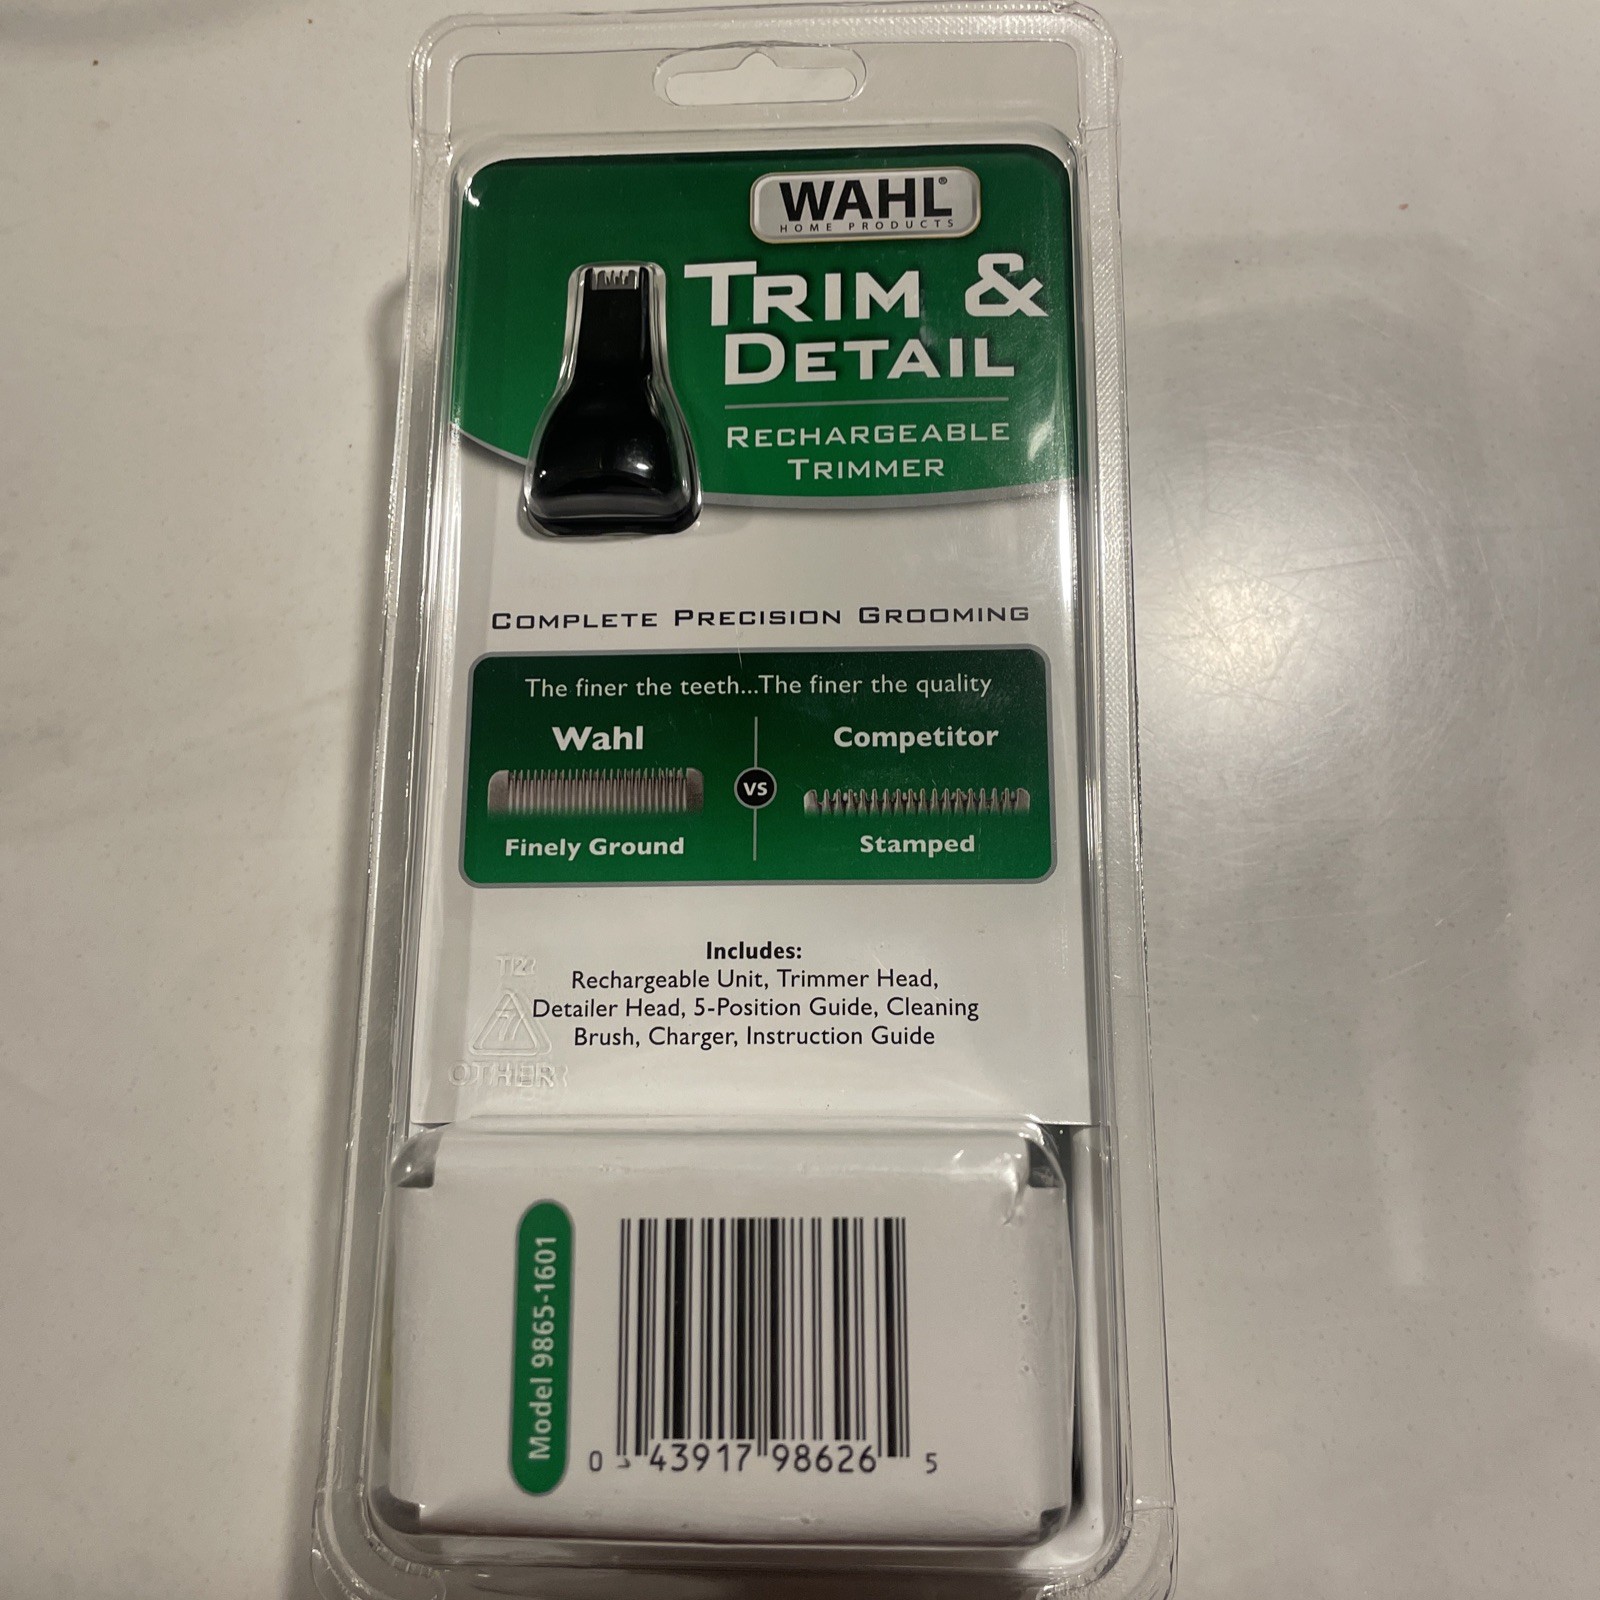 WAHL®
HOME PRODUCTS
TRIM &
DETAIL
RECHARGEABLE
TRIMMER
COMPLETE PRECISION GROOMING
The finer the teeth...The finer the quality
Wahl
Competitor
VS
Finely Ground
Stamped
Includes:
Rechargeable Unit, Trimmer Head,
Detailer Head, 5-Position Guide, Cleaning
Brush, Charger, Instruction Guide
7
OTHER
Model 9865-1601
0 43917 98626 5